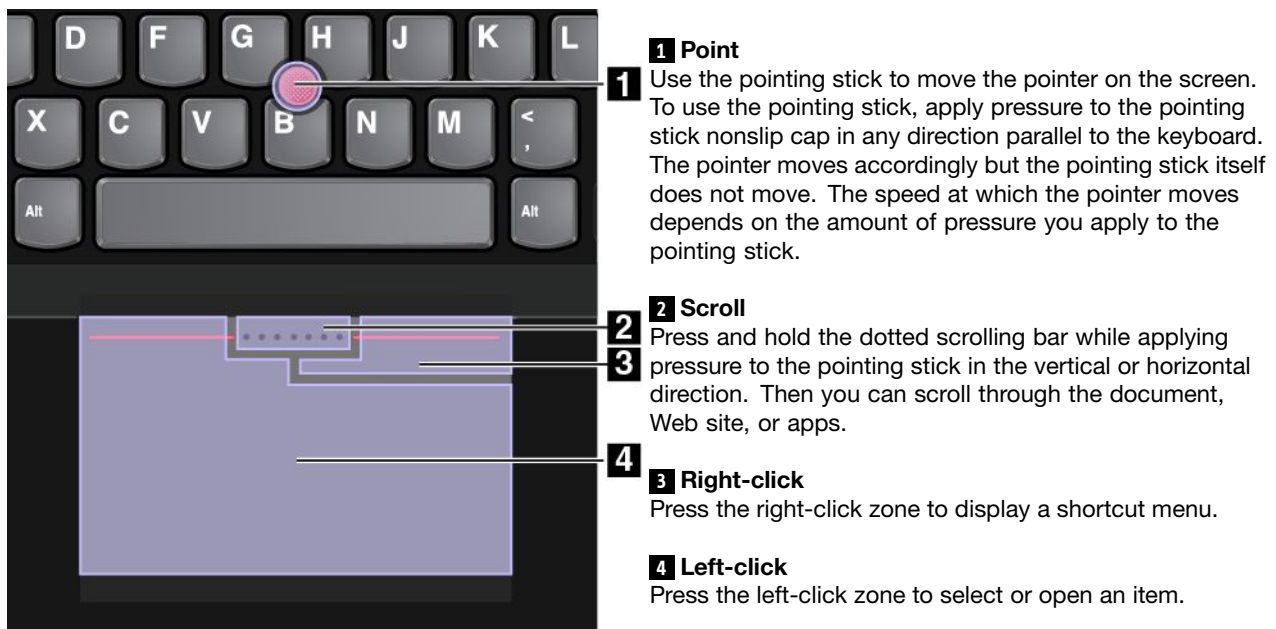 D F G H J K L
X C V B N M <
,
Alt Alt
1
2
3
4
1 Point
Use the pointing stick to move the pointer on the screen.
To use the pointing stick, apply pressure to the pointing
stick nonslip cap in any direction parallel to the keyboard.
The pointer moves accordingly but the pointing stick itself
does not move. The speed at which the pointer moves
depends on the amount of pressure you apply to the
pointing stick.
2 Scroll
Press and hold the dotted scrolling bar while applying
pressure to the pointing stick in the vertical or horizontal
direction. Then you can scroll through the document,
Web site, or apps.
3 Right-click
Press the right-click zone to display a shortcut menu.
4 Left-click
Press the left-click zone to select or open an item.